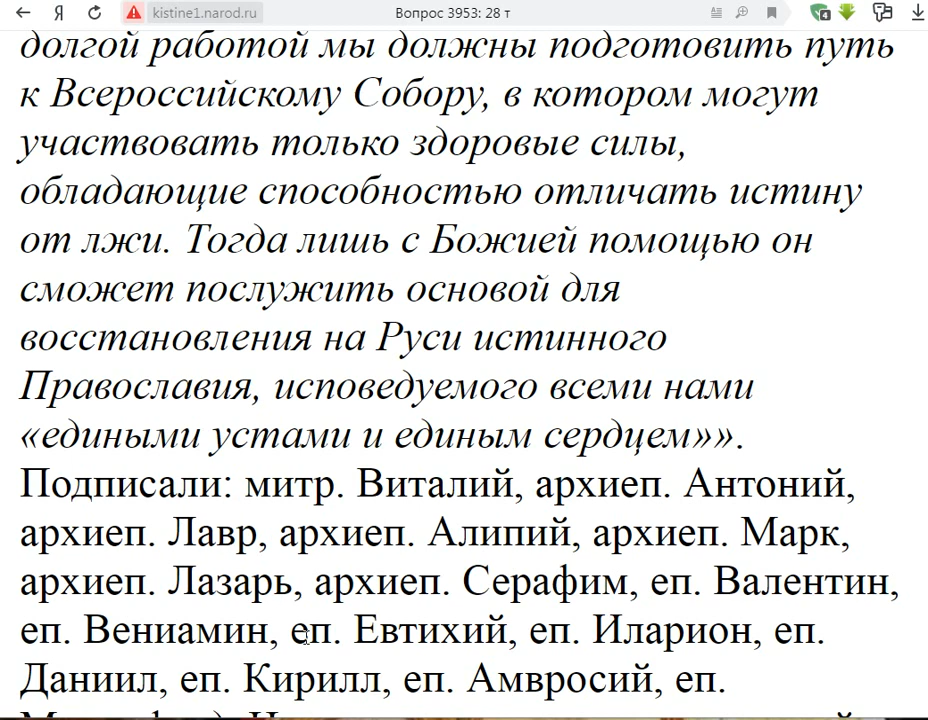 Я kistine1.narod.ru Вопрос 3953: 28 т 4
долгой работой мы должны подготовить путь
к Всероссийскому Собору, в котором могут
участвовать только здоровые силы,
обладающие способностью отличать истину
от лжи. Тогда лишь с Божией помощью он
сможет послужить основой для
восстановления на Руси истинного
Православия, исповедуемого всеми нами
«едиными устами и единым сердцем»».
Подписали: митр. Виталий, архиеп. Антоний,
архиеп. Лавр, архиеп. Алипий, архиеп. Марк,
архиеп. Лазарь, архиеп. Серафим, еп. Валентин,
еп. Вениамин, еп. Евтихий, еп. Иларион, еп.
Даниил, еп. Кирилл, еп. Амвросий, еп.